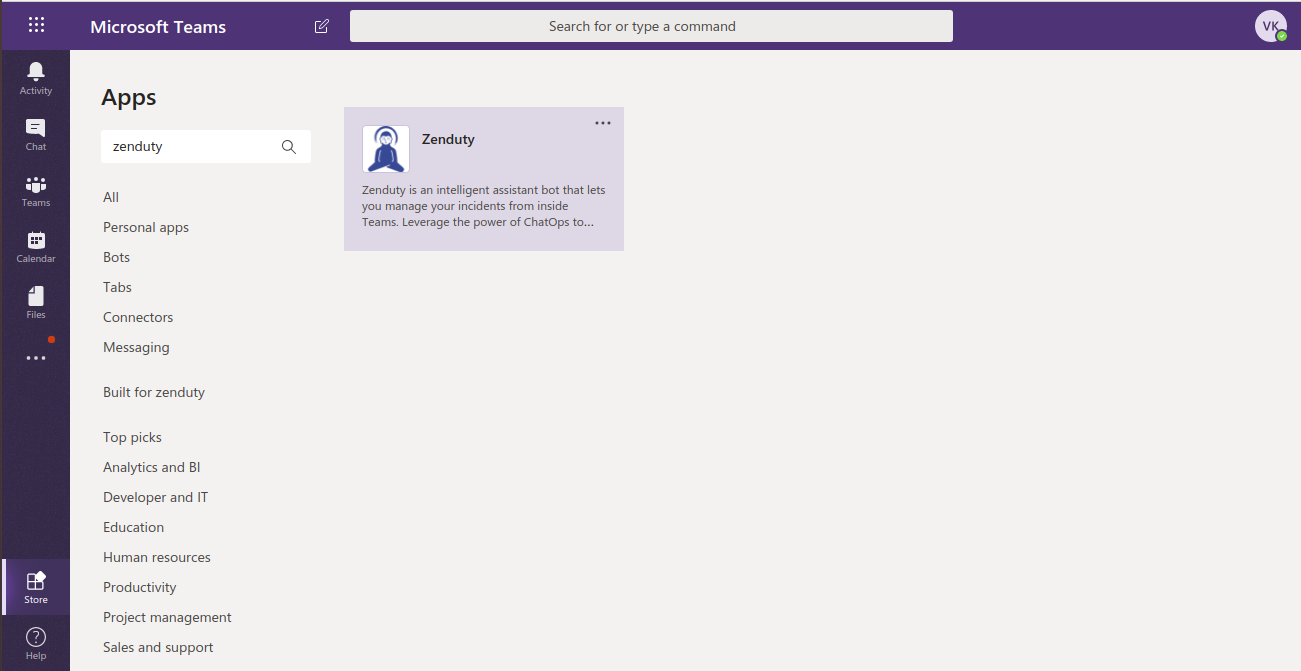 Microsoft Teams
Search for or type a command
VK
Activity
Chat
Teams
Calendar
Files
Store
Help
Apps
zenduty
All
Personal apps
Bots
Tabs
Connectors
Messaging
Built for zenduty
Top picks
Analytics and BI
Developer and IT
Education
Human resources
Productivity
Project management
Sales and support
Zenduty
Zenduty is an intelligent assistant bot that lets
you manage your incidents from inside
Teams. Leverage the power of ChatOps to...